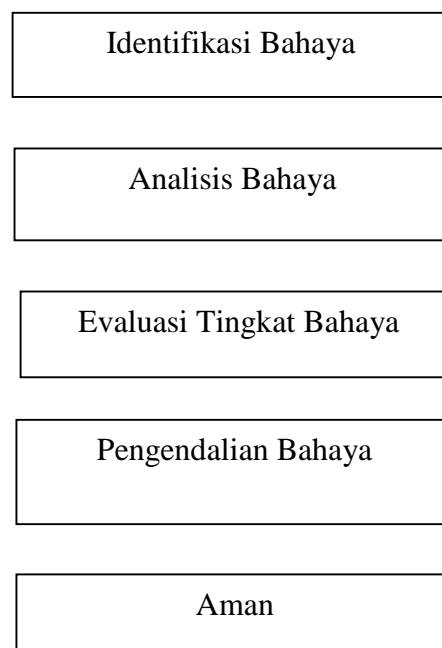 Identifikasi Bahaya
Analisis Bahaya
Evaluasi Tingkat Bahaya
Pengendalian Bahaya
Aman